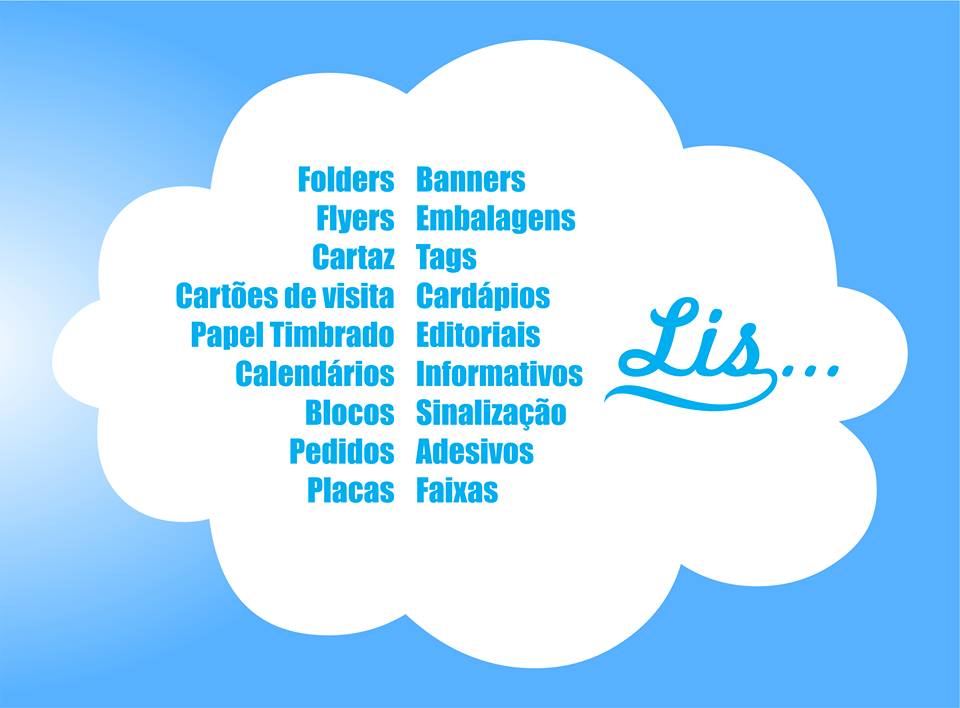 Folders Banners
Flyers Embalagens
Cartaz Tags
Cartões de visita Cardápios
Papel Timbrado Editoriais
Calendários Informativos
Blocos Sinalização
Pedidos Adesivos
Placas Faixas
Lis...